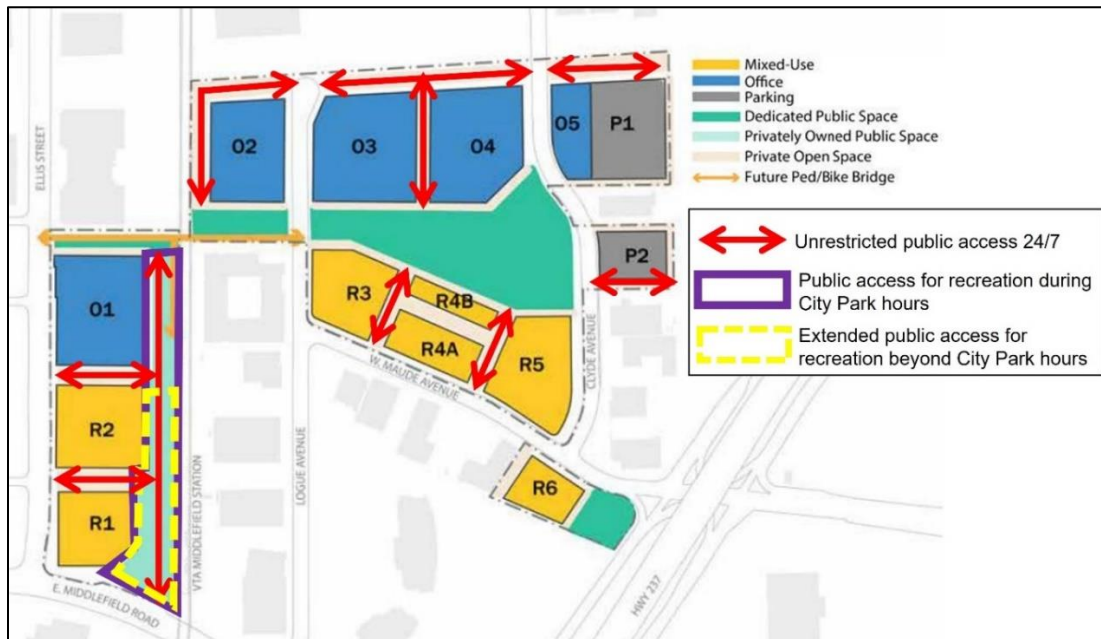 Mixed-Use
Office
Parking
Dedicated Public Space
Privately Owned Public Space
Private Open Space
Future Ped/Bike Bridge
Unrestricted public access 24/7
Public access for recreation during
City Park hours
Extended public access for
recreation beyond City Park hours
ELLIS STREET
O2
O3
O4
O5
P1
P2
O1
R3
R4B
R4A
R5
R2
R1
R6
W. MAUDE AVENUE
CLYDE AVENUE
LOGUE AVENUE
VTA MIDDLEFIELD STATION
E. MIDDLEFIELD ROAD
HWY 237